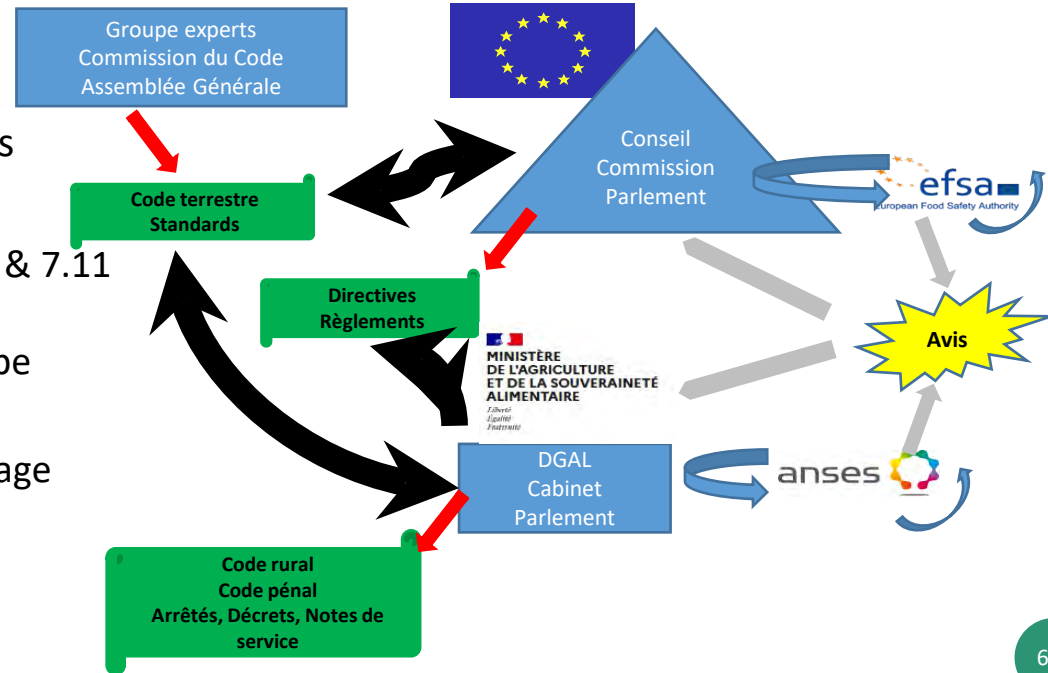 Groupe experts
Commission du Code
Assemblée Générale
s
Code terrestre
Standards
& 7.11
pe
age
Conseil
Commission
Parlement
efsa
European Food Safety Authority
Directives
Règlements
Avis
MINISTÈRE
DE L'AGRICULTURE
ET DE LA SOUVERAINETÉ
ALIMENTAIRE
Liberté
Égalité
Fraternité
DGAL
Cabinet
Parlement
anses
Code rural
Code pénal
Arrêtés, Décrets, Notes de
service
6